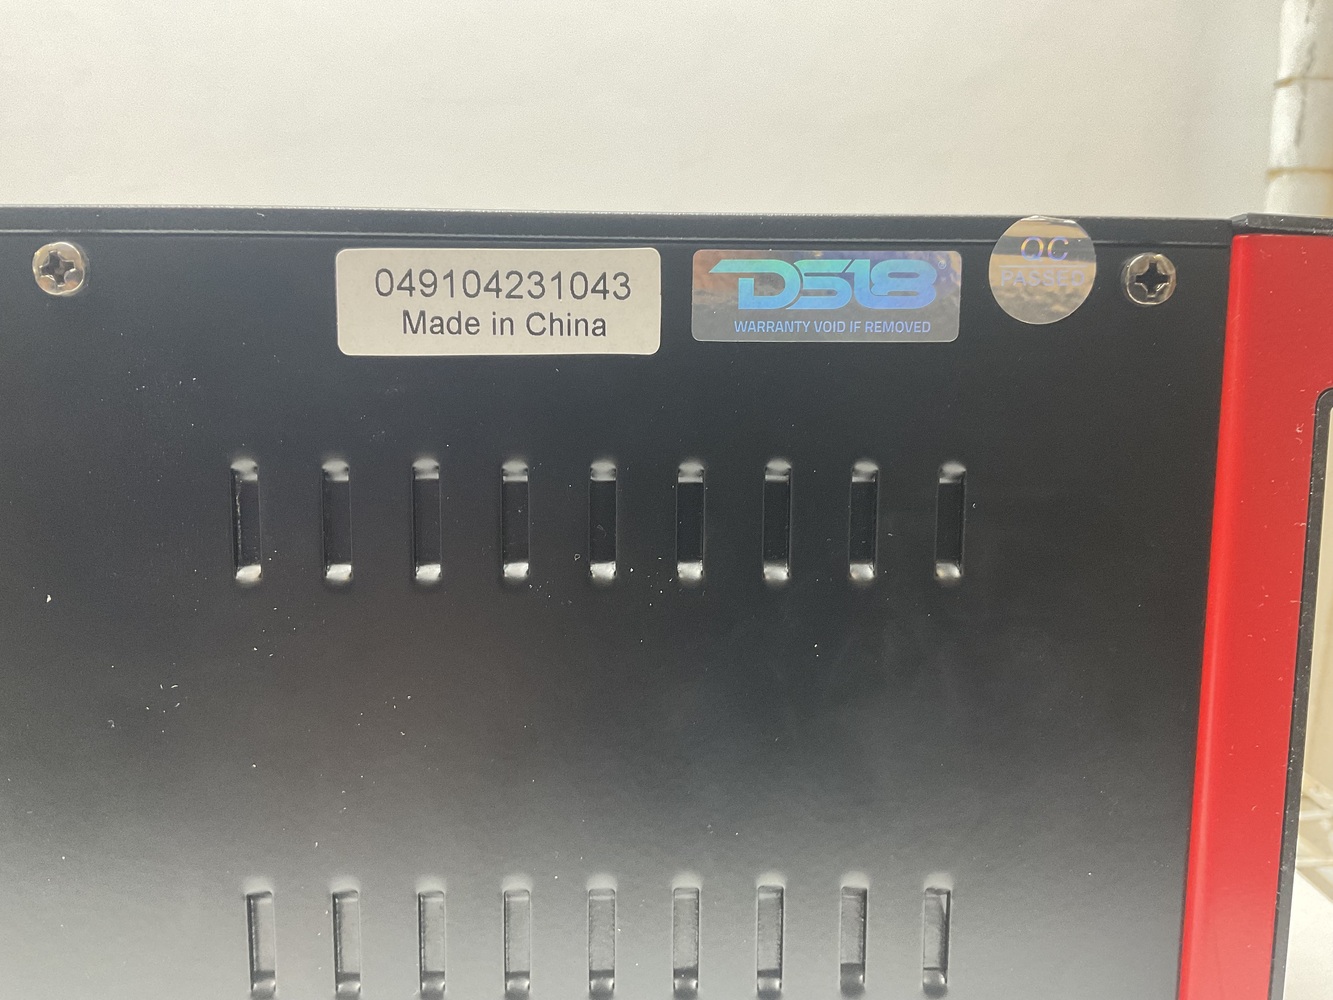 049104231043
Made in China
DS18
WARRANTY VOID IF REMOVED
QC
PASSED